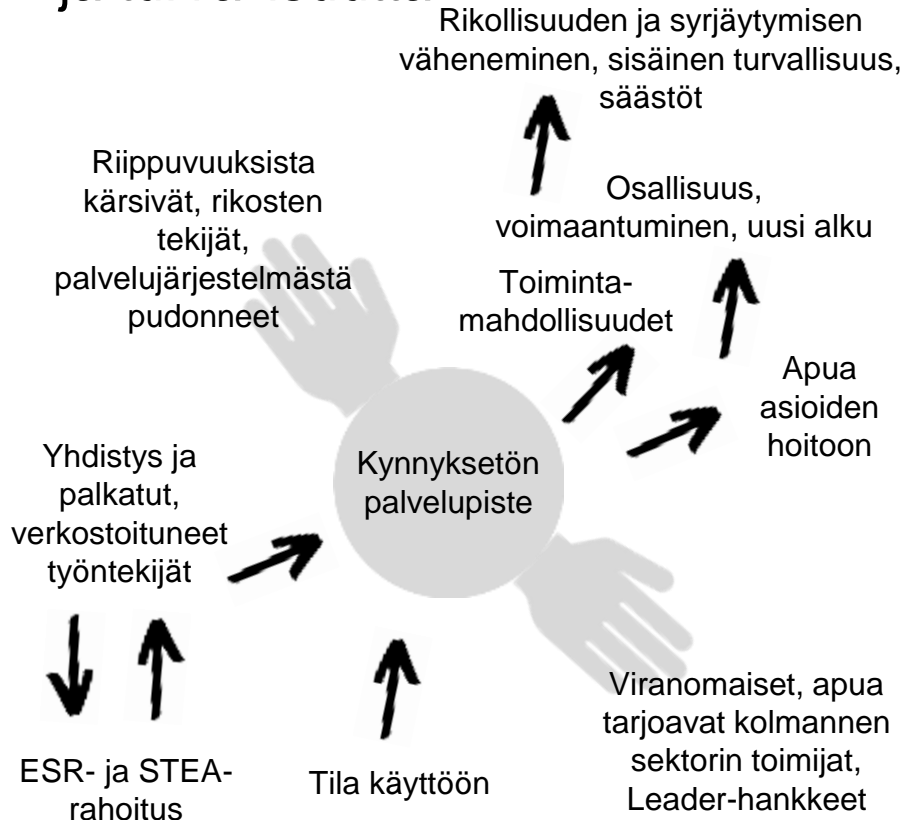 Rikollisuuden ja syrjäytymisen
väheneminen, sisäinen turvallisuus,
säästöt
Riippuvuuksista
kärsivät, rikosten
tekijät,
palvelujärjestelmästä
pudonneet
Osallisuus,
voimaantuminen, uusi alku
Toiminta-
mahdollisuudet
Apua
asioiden
hoitoon
Kynnyksetön
palvelupiste
Yhdistys ja
palkatut,
verkostoituneet
työntekijät
Viranomaiset, apua
tarjoavat kolmannen
sektorin toimijat,
Leader-hankkeet
ESR- ja STEA-
rahoitus
Tila käyttöön